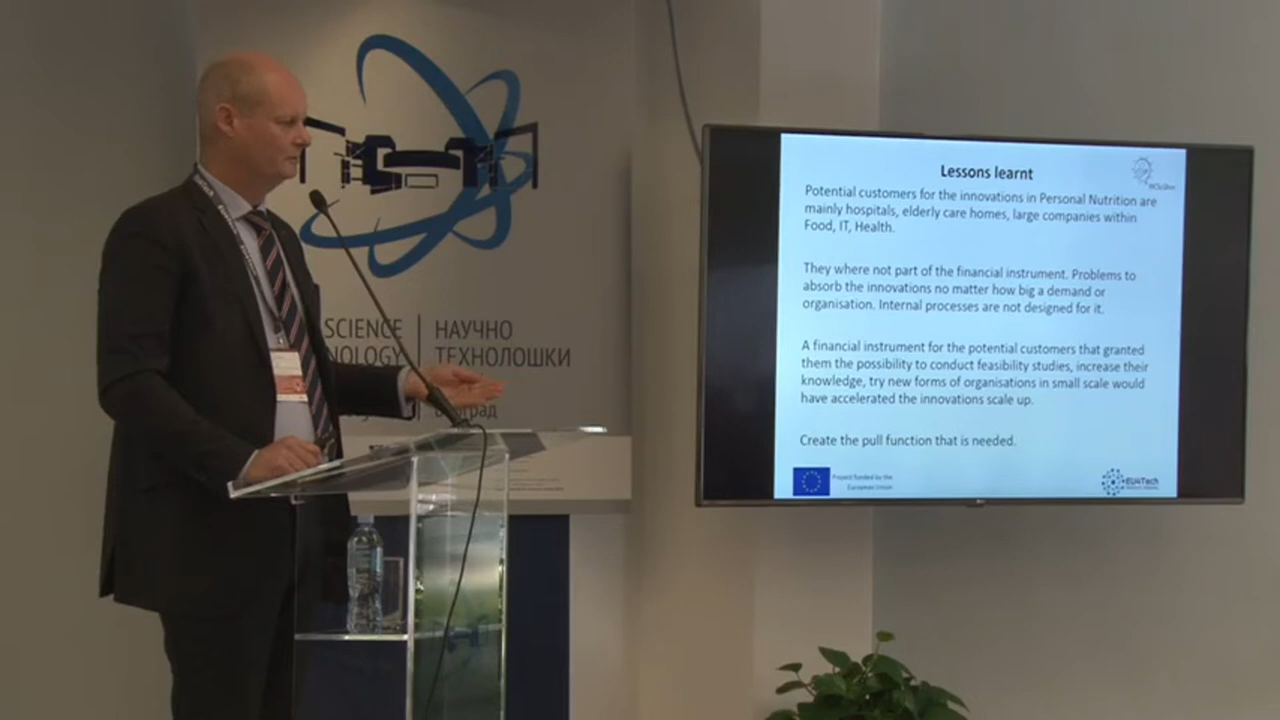 SCIENCE
NOLOGY
НАУЧНО
ТЕХНОЛОШКИ
Београд
Lessons learnt
Potential customers for the innovations in Personal Nutrition are
mainly hospitals, elderly care homes, large companies within
Food, IT, Health.
They where not part of the financial instrument. Problems to
absorb the innovations no matter how big a demand or
organisation. Internal processes are not designed for it.
A financial instrument for the potential customers that granted
them the possibility to conduct feasibility studies, increase their
knowledge, try new forms of organisations in small scale would
have accelerated the innovations scale up.
Create the pull function that is needed.
Project funded by the
European Union
EU4Tech